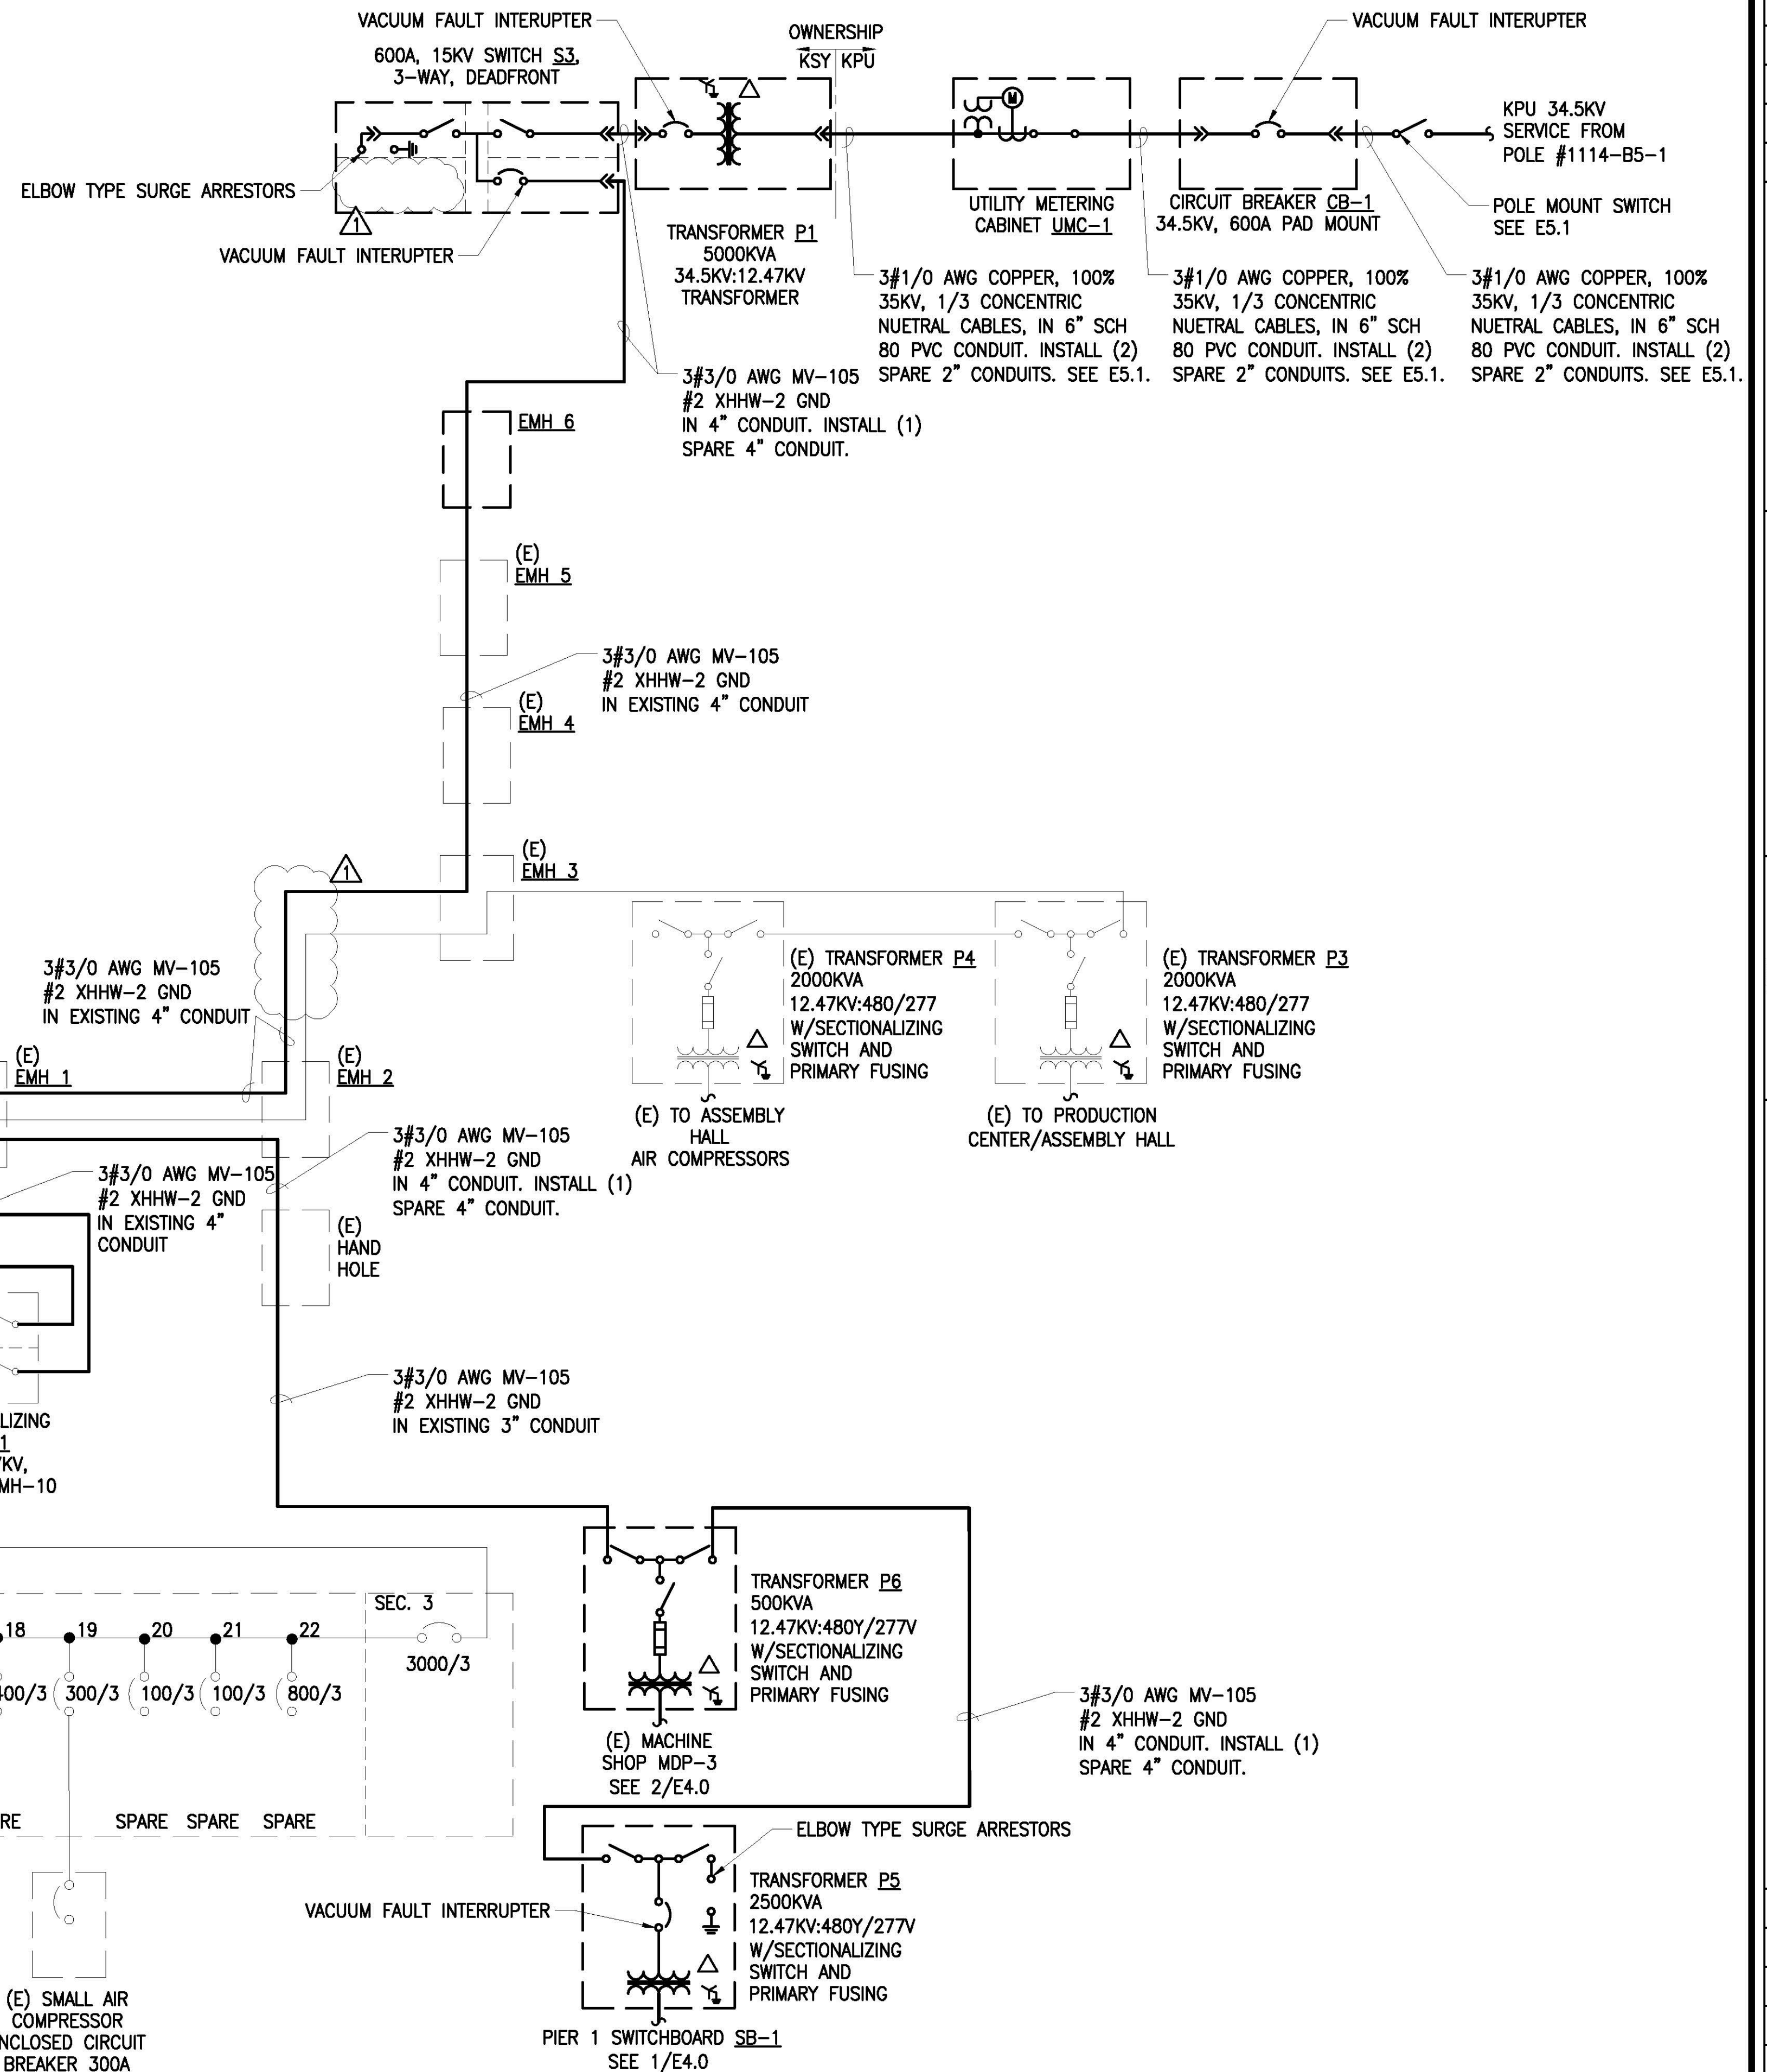 VACUUM FAULT INTERUPTER
600A, 15KV SWITCH S3,
3-WAY, DEADFRONT
OWNERSHIP
KSY KPU
VACUUM FAULT INTERUPTER
M
KPU 34.5KV
SERVICE FROM
POLE #1114-B5-1
ELBOW TYPE SURGE ARRESTORS
1
VACUUM FAULT INTERUPTER
TRANSFORMER P1
5000KVA
34.5KV:12.47KV
TRANSFORMER
UTILITY METERING
CABINET UMC-1
CIRCUIT BREAKER CB-1
34.5KV, 600A PAD MOUNT
POLE MOUNT SWITCH
SEE E5.1
3#1/0 AWG COPPER, 100%
35KV, 1/3 CONCENTRIC
NUETRAL CABLES, IN 6" SCH
80 PVC CONDUIT. INSTALL (2)
SPARE 2" CONDUITS. SEE E5.1.
3#1/0 AWG COPPER, 100%
35KV, 1/3 CONCENTRIC
NUETRAL CABLES, IN 6" SCH
80 PVC CONDUIT. INSTALL (2)
SPARE 2" CONDUITS. SEE E5.1.
3#1/0 AWG COPPER, 100%
35KV, 1/3 CONCENTRIC
NUETRAL CABLES, IN 6" SCH
80 PVC CONDUIT. INSTALL (2)
SPARE 2" CONDUITS. SEE E5.1.
3#3/0 AWG MV-105
#2 XHHW-2 GND
IN 4" CONDUIT. INSTALL (1)
SPARE 4" CONDUIT.
EMH 6
(E)
EMH 5
3#3/0 AWG MV-105
#2 XHHW-2 GND
IN EXISTING 4" CONDUIT
(E)
EMH 4
(E)
EMH 3
1
3#3/0 AWG MV-105
#2 XHHW-2 GND
IN EXISTING 4" CONDUIT
(E) TRANSFORMER P4
2000KVA
12.47KV:480/277
W/SECTIONALIZING
SWITCH AND
PRIMARY FUSING
(E) TO ASSEMBLY
HALL
AIR COMPRESSORS
(E) TRANSFORMER P3
2000KVA
12.47KV:480/277
W/SECTIONALIZING
SWITCH AND
PRIMARY FUSING
(E) TO PRODUCTION
CENTER/ASSEMBLY HALL
(E)
EMH 1
(E)
EMH 2
3#3/0 AWG MV-105
#2 XHHW-2 GND
IN 4" CONDUIT. INSTALL (1)
SPARE 4" CONDUIT.
3#3/0 AWG MV-105
#2 XHHW-2 GND
IN EXISTING 4"
CONDUIT
(E)
HAND
HOLE
3#3/0 AWG MV-105
#2 XHHW-2 GND
IN EXISTING 3" CONDUIT
LIZING
1
KV,
MH-10
TRANSFORMER P6
500KVA
12.47KV:480Y/277V
W/SECTIONALIZING
SWITCH AND
PRIMARY FUSING
(E) MACHINE
SHOP MDP-3
SEE 2/E4.0
SEC. 3
18 19 20 21 22
3000/3
400/3 300/3 100/3 100/3 800/3
3#3/0 AWG MV-105
#2 XHHW-2 GND
IN 4" CONDUIT. INSTALL (1)
SPARE 4" CONDUIT.
RE SPARE SPARE SPARE
ELBOW TYPE SURGE ARRESTORS
TRANSFORMER P5
2500KVA
12.47KV:480Y/277V
W/SECTIONALIZING
SWITCH AND
PRIMARY FUSING
VACUUM FAULT INTERRUPTER
(E) SMALL AIR
COMPRESSOR
NCLOSED CIRCUIT
BREAKER 300A
PIER 1 SWITCHBOARD SB-1
SEE 1/E4.0